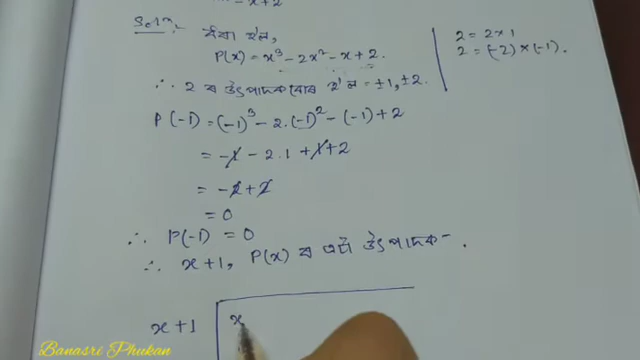 -x+2
Solnː
ধৰা হ'ল,
P(x) = x³ - 2x² - x + 2.
2 = 2 × 1
2 = (-2) × (-1).
∴ 2 ৰ উৎপাদকবোৰ হ'ল = ±1, ±2.
P(-1) = (-1)³ - 2.(-1)² - (-1) + 2
= -1 - 2.1 + 1 + 2
= -2 + 2
= 0
∴ P(-1) = 0
∴ x+1, P(x) ৰ এটা উৎপাদক.
x+1
x
Banasri Phukan